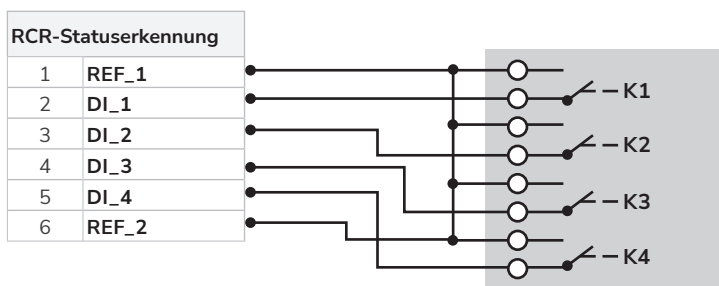 RCR-Statuserkennung
1 REF_1
2 DI_1
3 DI_2
4 DI_3
5 DI_4
6 REF_2
K1
K2
K3
K4